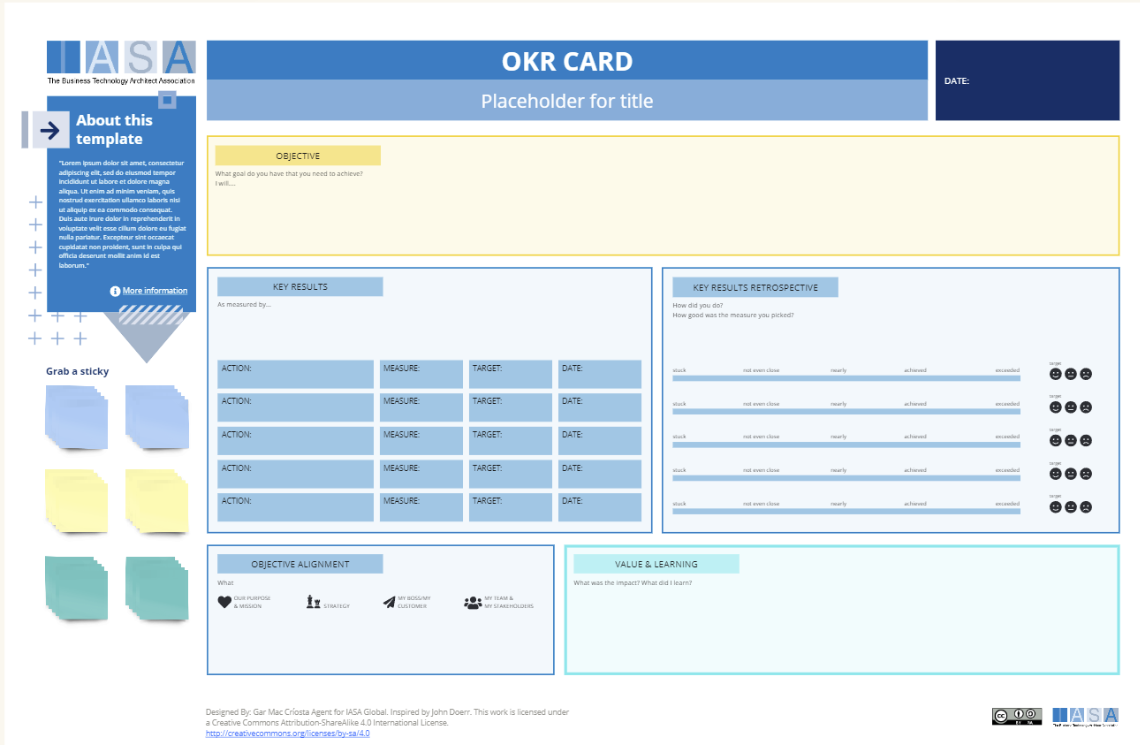 IASA
The Business Technology Architect Association
OKR CARD
Placeholder for title
DATE:
About this
template
"Lorem ipsum dolor sit amet, consectetur
adipiscing elit, sed do eiusmod tempor
incididunt ut labore et dolore magna
aliqua. Ut enim ad minim veniam, quis
nostrud exercitation ullamco laboris nisi
ut aliquip ex ea commodo consequat.
Duis aute irure dolor in reprehenderit in
voluptate velit esse cillum dolore eu fugiat
nulla pariatur. Excepteur sint occaecat
cupidatat non proident, sunt in culpa qui
officia deserunt mollit anim id est
laborum."
More information
Grab a sticky
OBJECTIVE
What goal do you have that you need to achieve?
I will....
KEY RESULTS
As measured by...
ACTION: MEASURE: TARGET: DATE:
ACTION: MEASURE: TARGET: DATE:
ACTION: MEASURE: TARGET: DATE:
ACTION: MEASURE: TARGET: DATE:
ACTION: MEASURE: TARGET: DATE:
KEY RESULTS RETROSPECTIVE
How did you do?
How good was the measure you picked?
target
stuck not even close nearly achieved exceeded
target
stuck not even close nearly achieved exceeded
target
stuck not even close nearly achieved exceeded
target
stuck not even close nearly achieved exceeded
target
stuck not even close nearly achieved exceeded
OBJECTIVE ALIGNMENT
What
OUR PURPOSE
& MISSION
STRATEGY
MY BOSS/MY
CUSTOMER
MY TEAM &
MY STAKEHOLDERS
VALUE & LEARNING
What was the impact? What did I learn?
Designed By: Gar Mac Críosta Agent for IASA Global. Inspired by John Doerr. This work is licensed under
a Creative Commons Attribution-ShareAlike 4.0 International License.
http://creativecommons.org/licenses/by-sa/4.0
cc
BY SA
IASA